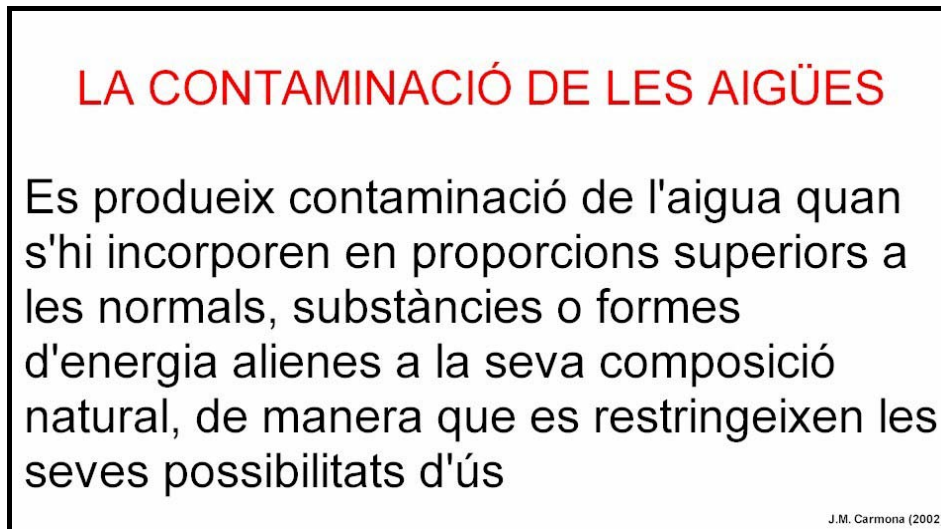 LA CONTAMINACIÓ DE LES AIGÜES
Es produeix contaminació de l'aigua quan
s'hi incorporen en proporcions superiors a
les normals, substàncies o formes
d'energia alienes a la seva composició
natural, de manera que es restringeixen les
seves possibilitats d'ús
J.M. Carmona (2002